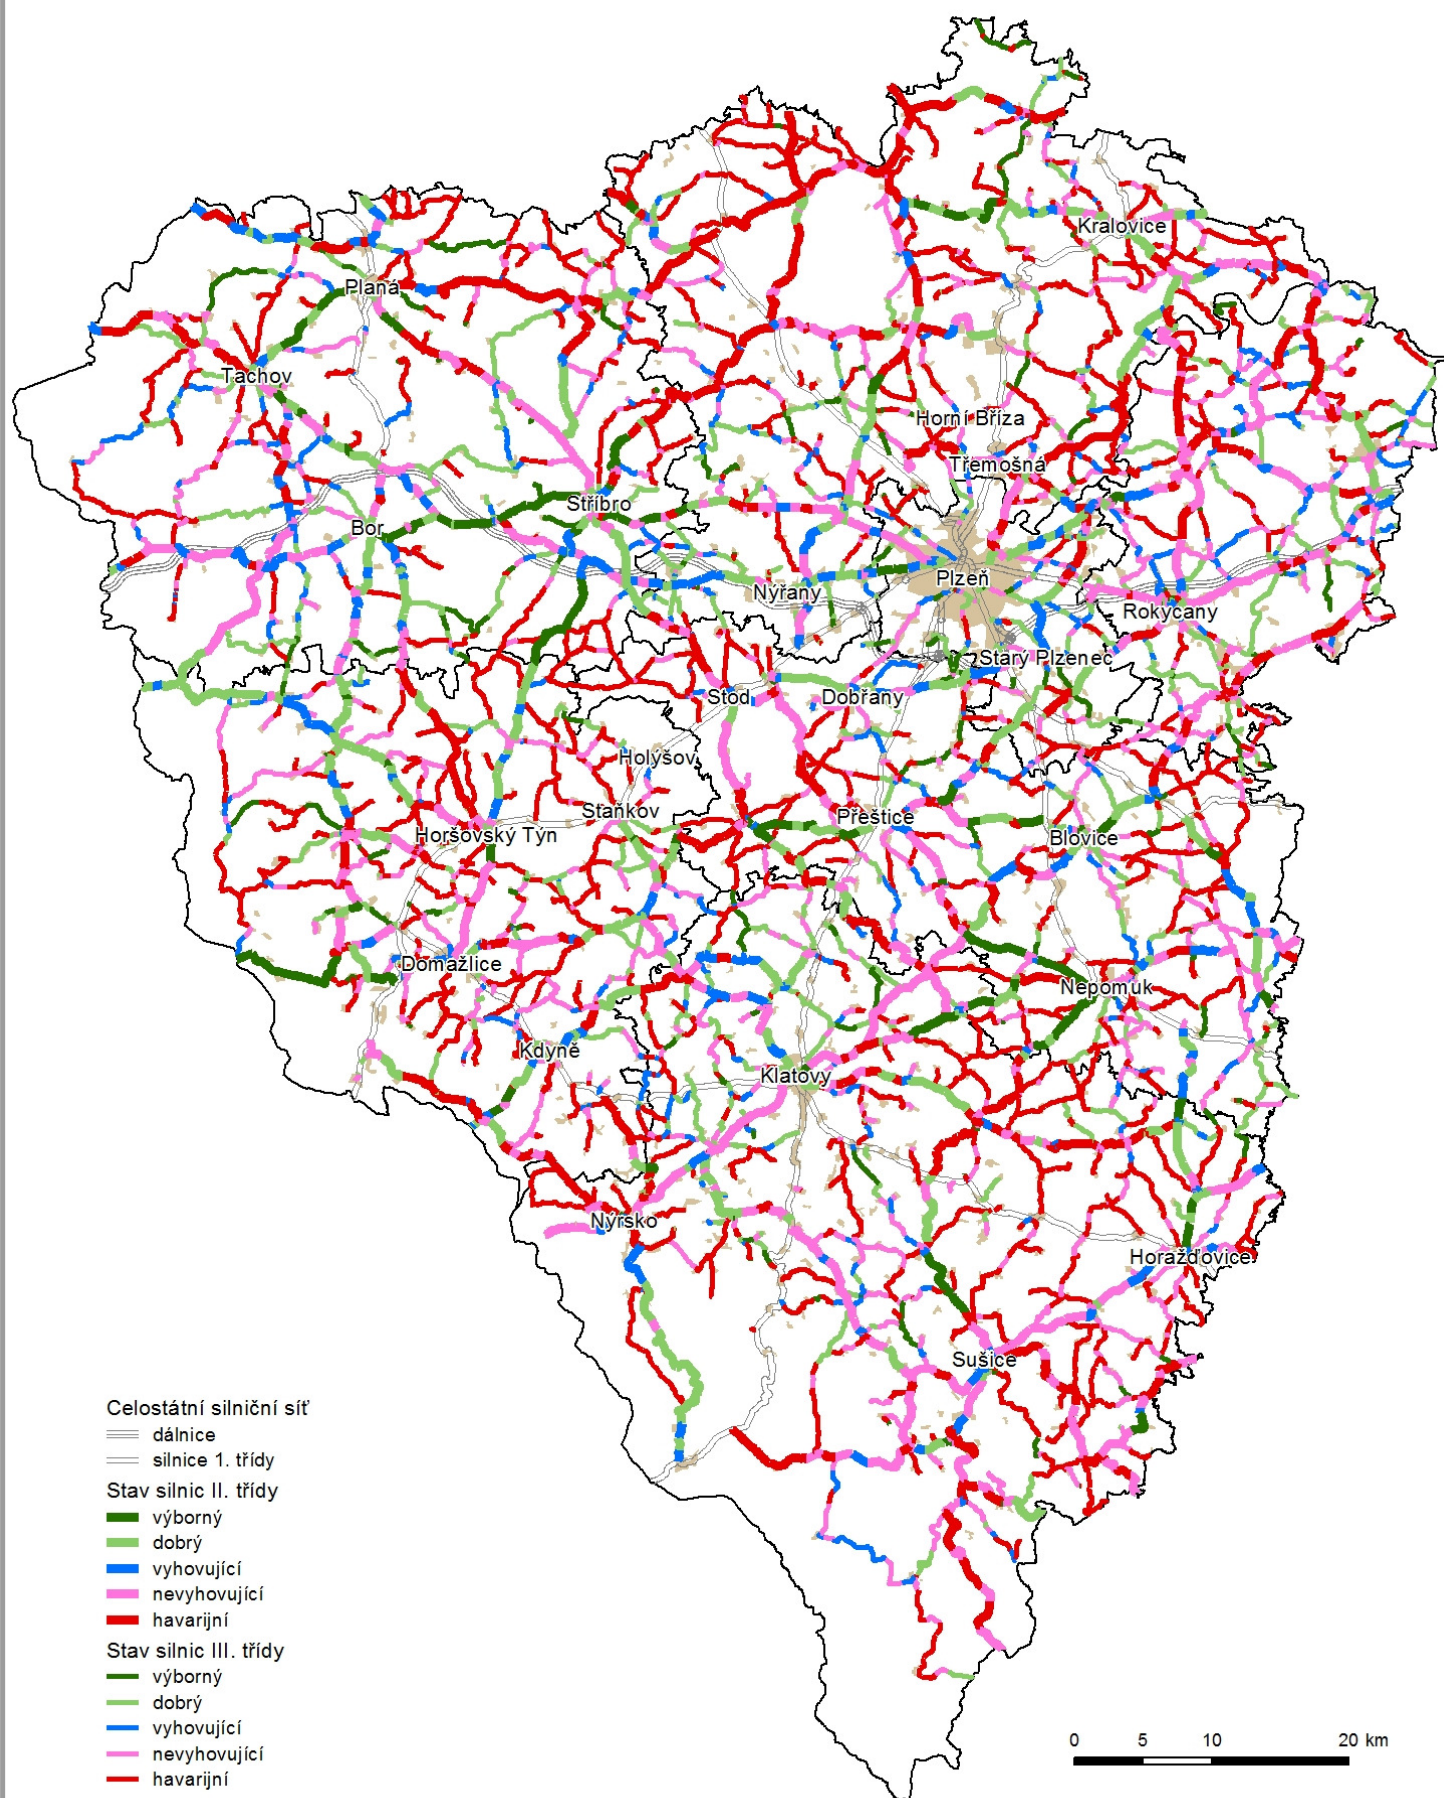 Kralovice
Planá
Tachov
Horní Bříza
Třemošná
Stříbro
Bor
Plzeň
Nýřany
Rokycany
Starý Plzenec
Stod
Dobřany
Holýšov
Staňkov
Přeštice
Horšovský Týn
Blovice
Domažlice
Nepomuk
Kdyně
Klatovy
Nýrsko
Horažďovice
Sušice
Celostátní silniční síť
dálnice
silnice 1. třídy
Stav silnic II. třídy
výborný
dobrý
vyhovující
nevyhovující
havarijní
Stav silnic III. třídy
výborný
dobrý
vyhovující
nevyhovující
havarijní
0 5 10 20 km